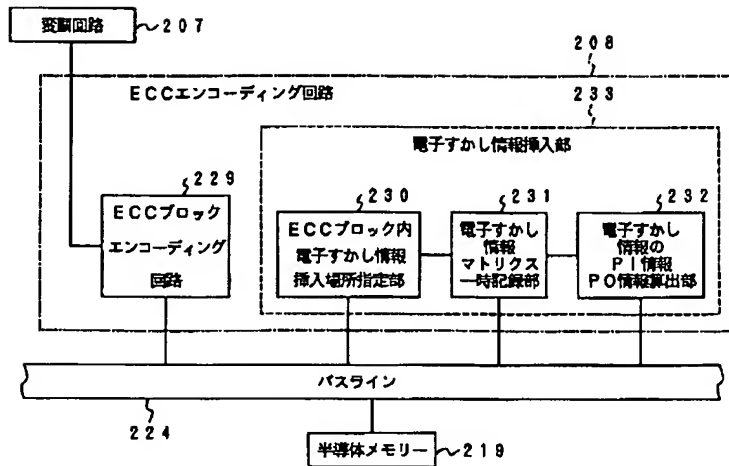 変調回路
207
208
ECCエンコーディング回路
233
電子すかし情報挿入部
229
230
231
232
ECCブロック
エンコーディング
回路
ECCブロック内
電子すかし情報
挿入場所指定部
電子すかし
情報
マトリクス
一時記録部
電子すかし
情報の
PI情報
PO情報算出部
バスライン
224
半導体メモリー
219